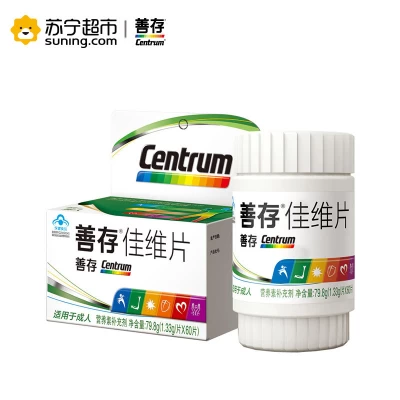 苏宁超市
suning.com
善存
Centrum
Centrum
善存®佳维片
善存 Centrum
适用于成人 营养素补充剂 净含量:79.8g(1.33g/片X60片)
善存®佳维片
善存 Centrum
营养素补充剂 净含量:79.8g(1.33g/片X60片